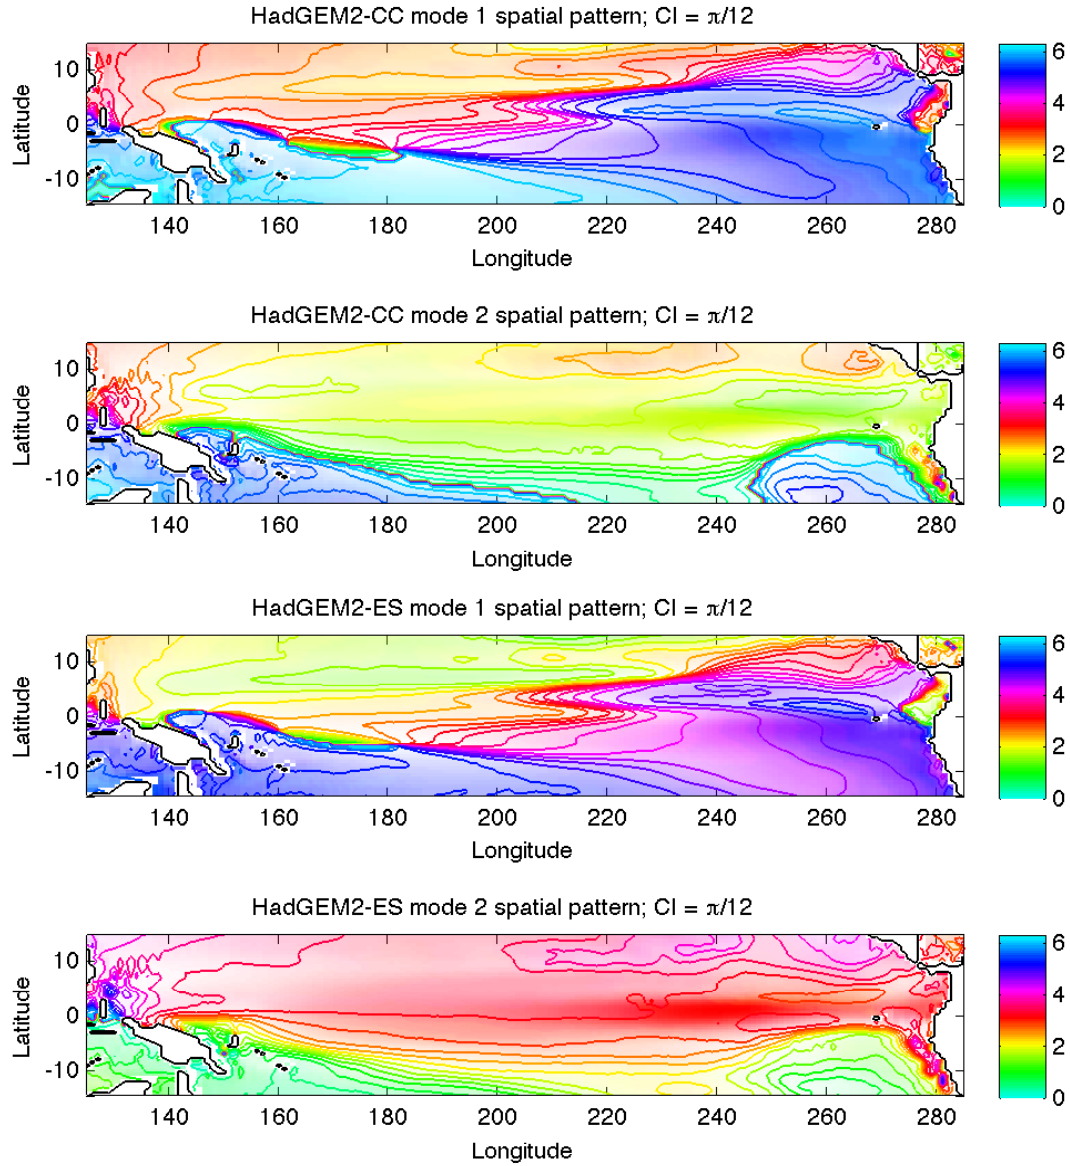 HadGEM2-CC mode 1 spatial pattern; CI = π/12
Latitude
10
0
-10
140 160 180 200 220 240 260 280
Longitude
6
4
2
0
HadGEM2-CC mode 2 spatial pattern; CI = π/12
Latitude
10
0
-10
140 160 180 200 220 240 260 280
Longitude
6
4
2
0
HadGEM2-ES mode 1 spatial pattern; CI = π/12
Latitude
10
0
-10
140 160 180 200 220 240 260 280
Longitude
6
4
2
0
HadGEM2-ES mode 2 spatial pattern; CI = π/12
Latitude
10
0
-10
140 160 180 200 220 240 260 280
Longitude
6
4
2
0